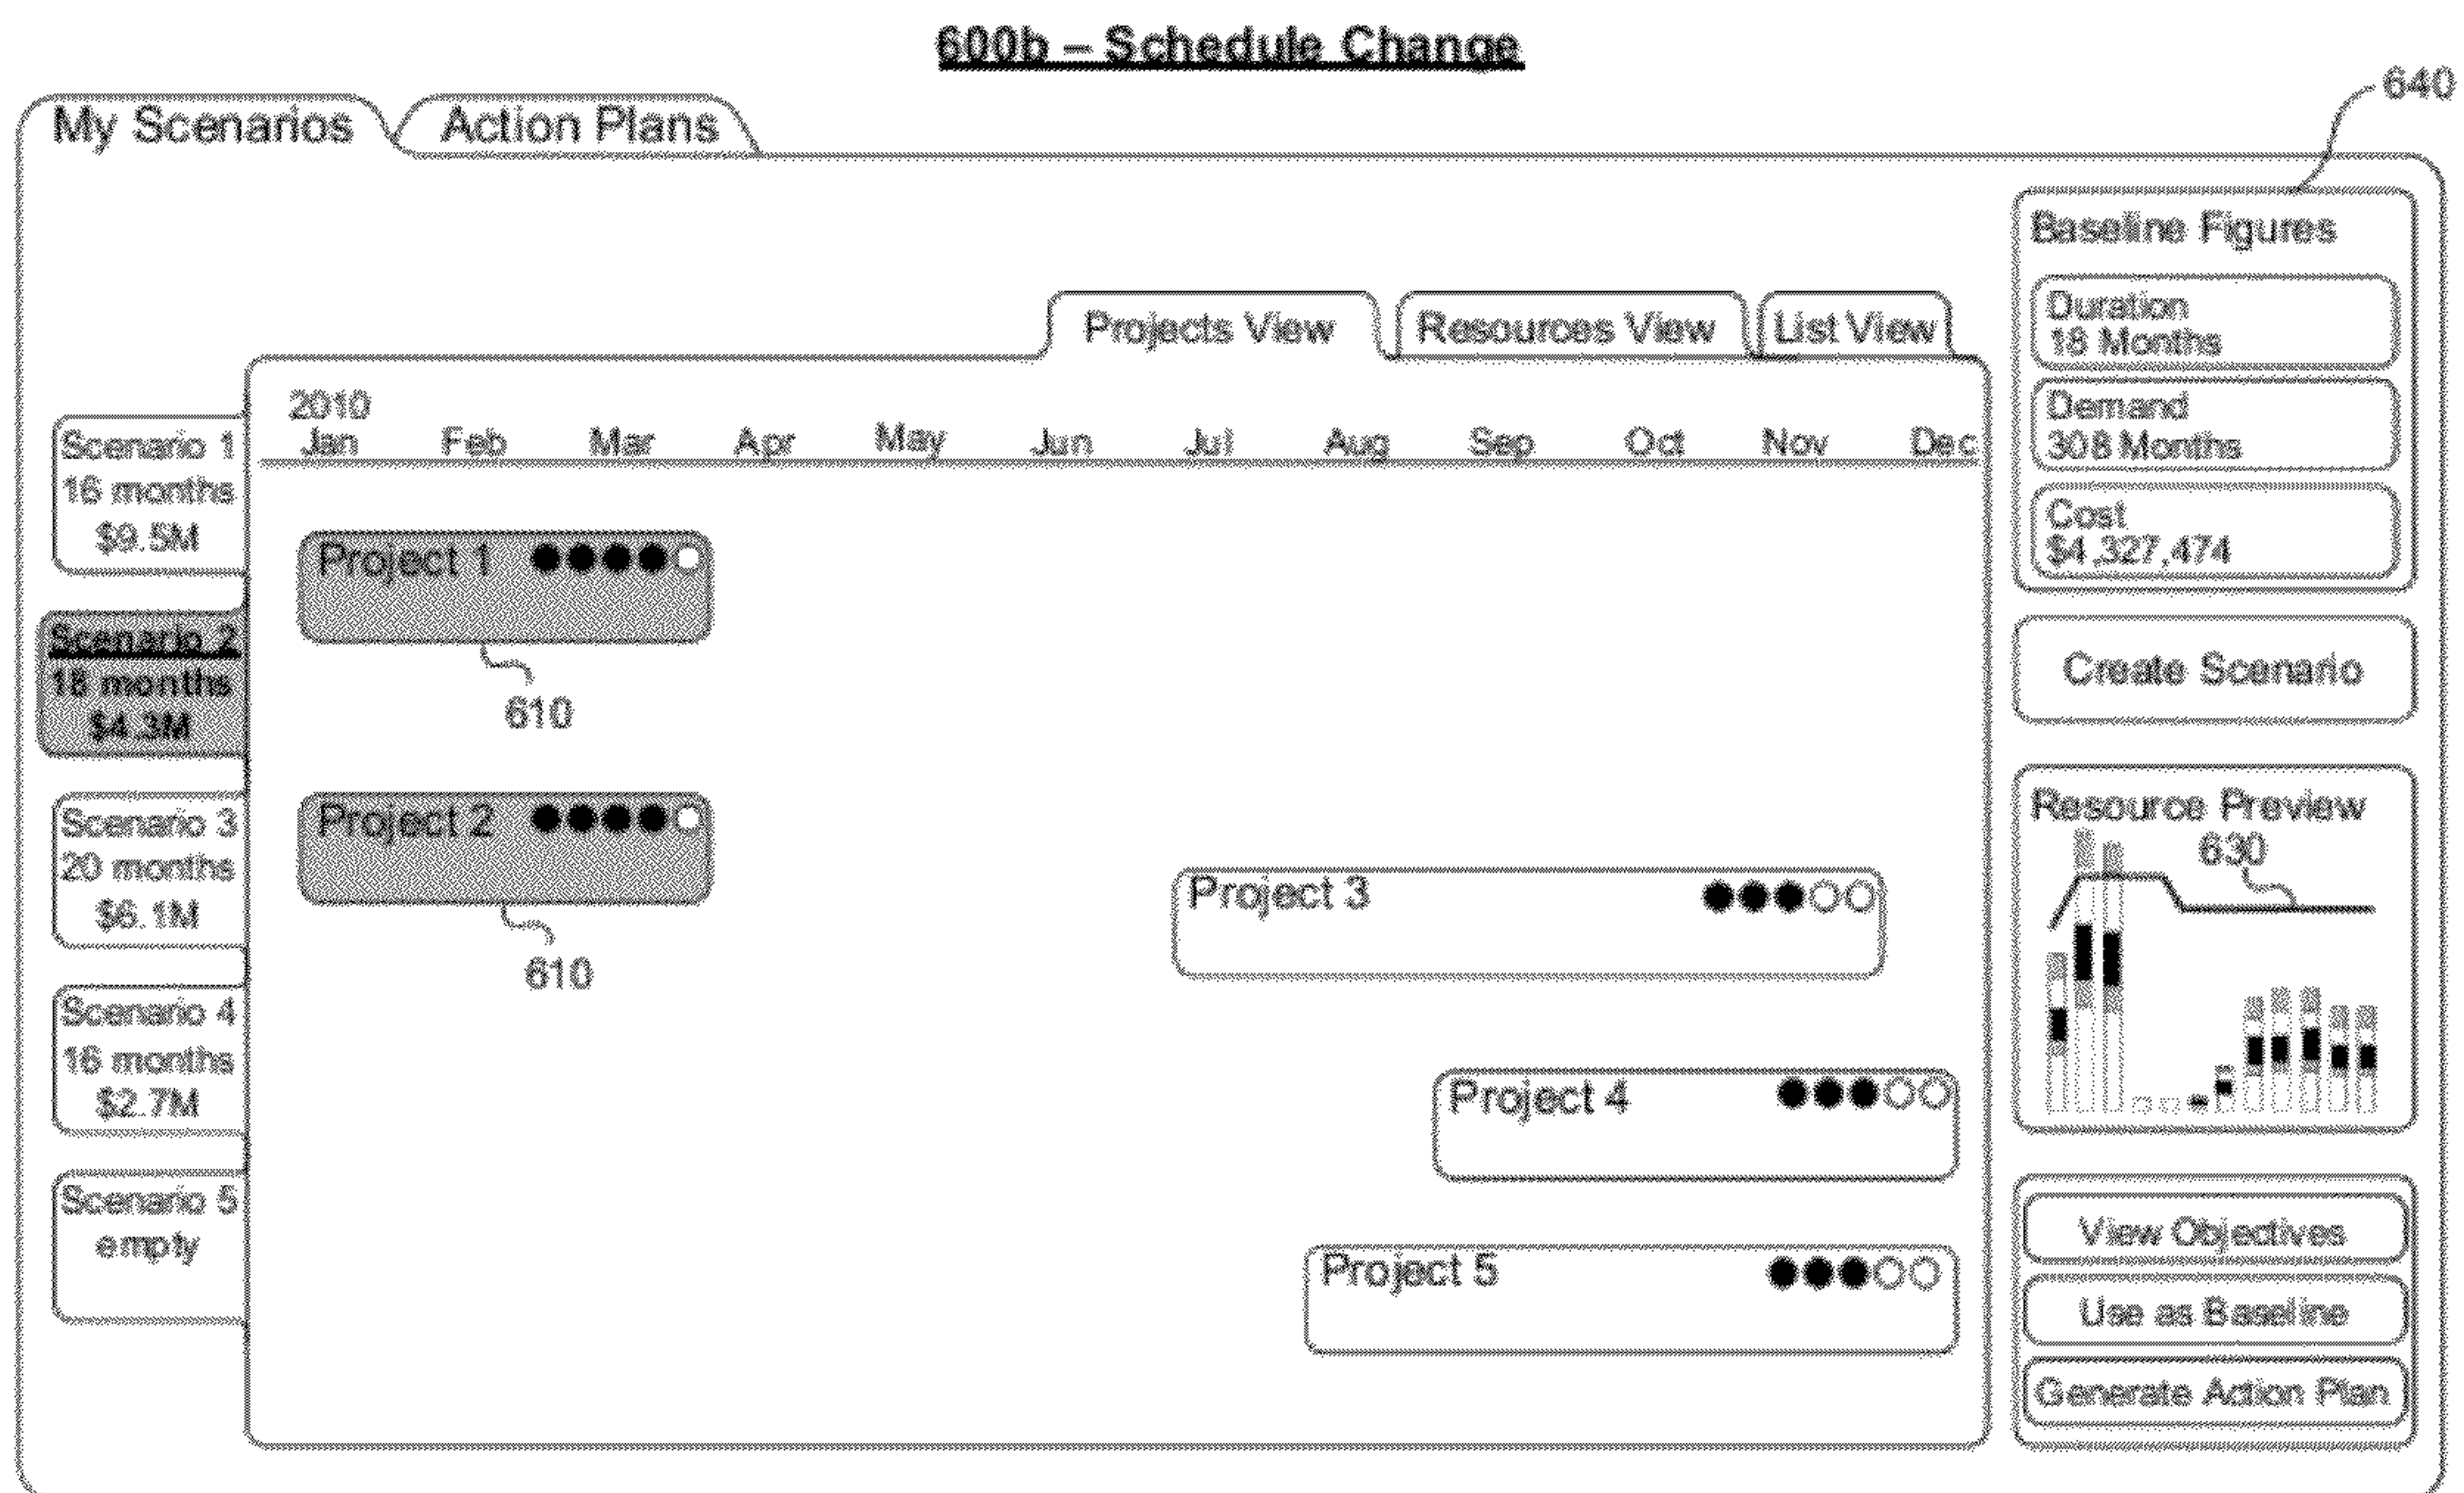 600b – Schedule Change
640
My Scenarios
Action Plans
Projects View
Resources View
List View
2010
Jan Feb Mar Apr May Jun Jul Aug Sep Oct Nov Dec
Scenario 1
16 months
$9.5M
Scenario 2
18 months
$4.3M
Scenario 3
20 months
$6.1M
Scenario 4
16 months
$2.7M
Scenario 5
empty
Project 1
610
Project 2
610
Project 3
Project 4
Project 5
Baseline Figures
Duration
18 Months
Demand
308 Months
Cost
$4,327,474
Create Scenario
Resource Preview
630
View Objectives
Use as Baseline
Generate Action Plan